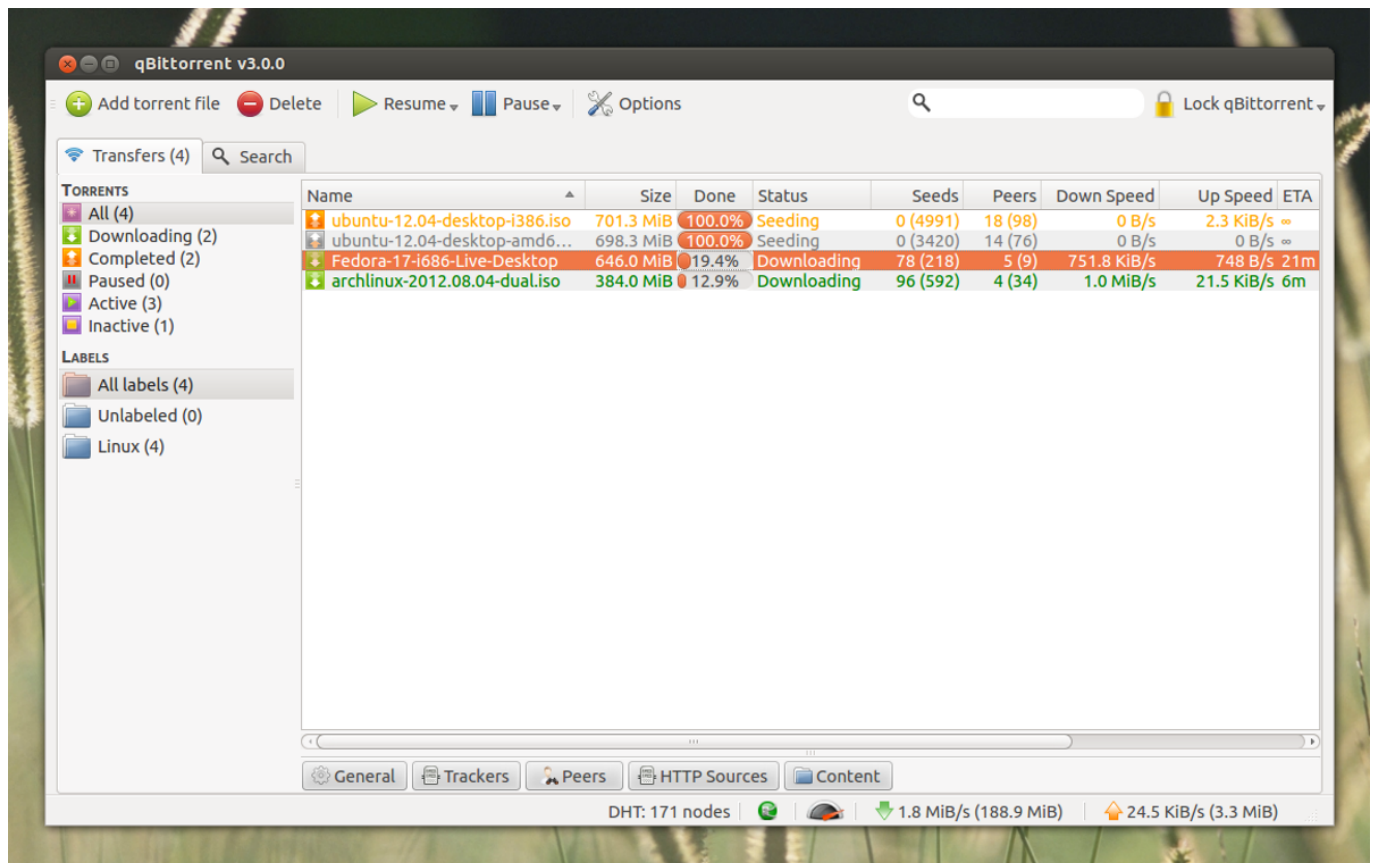 qBittorrent v3.0.0
Add torrent file Delete Resume Pause Options Lock qBittorrent
Transfers (4) Search
TORRENTS
All (4)
Downloading (2)
Completed (2)
Paused (0)
Active (3)
Inactive (1)
LABELS
All labels (4)
Unlabeled (0)
Linux (4)
Name Size Done Status Seeds Peers Down Speed Up Speed ETA
ubuntu-12.04-desktop-i386.iso 701.3 MiB 100.0% Seeding 0 (4991) 18 (98) 0 B/s 2.3 KiB/s ∞
ubuntu-12.04-desktop-amd6... 698.3 MiB 100.0% Seeding 0 (3420) 14 (76) 0 B/s 0 B/s ∞
Fedora-17-i686-Live-Desktop 646.0 MiB 19.4% Downloading 78 (218) 5 (9) 751.8 KiB/s 748 B/s 21m
archlinux-2012.08.04-dual.iso 384.0 MiB 12.9% Downloading 96 (592) 4 (34) 1.0 MiB/s 21.5 KiB/s 6m
General Trackers Peers HTTP Sources Content
DHT: 171 nodes 1.8 MiB/s (188.9 MiB) 24.5 KiB/s (3.3 MiB)